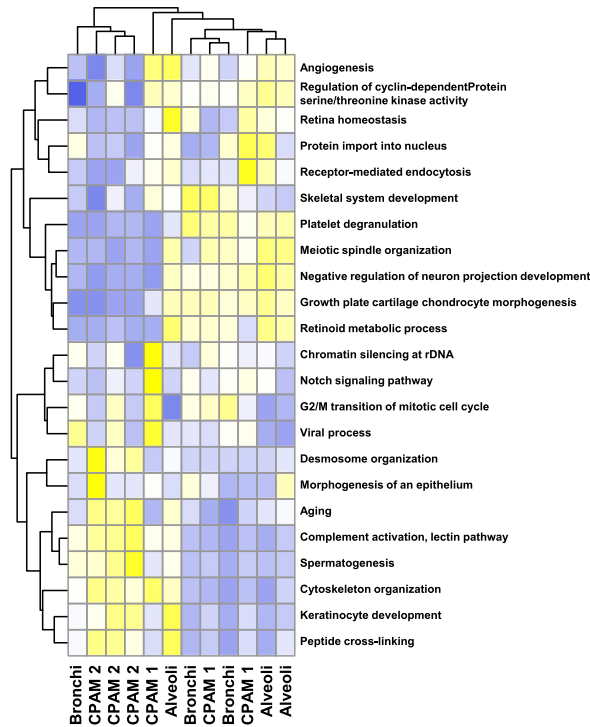 Angiogenesis
Regulation of cyclin-dependentProtein
serine/threonine kinase activity
Retina homeostasis
Protein import into nucleus
Receptor-mediated endocytosis
Skeletal system development
Platelet degranulation
Meiotic spindle organization
Negative regulation of neuron projection development
Growth plate cartilage chondrocyte morphogenesis
Retinoid metabolic process
Chromatin silencing at rDNA
Notch signaling pathway
G2/M transition of mitotic cell cycle
Viral process
Desmosome organization
Morphogenesis of an epithelium
Aging
Complement activation, lectin pathway
Spermatogenesis
Cytoskeleton organization
Keratinocyte development
Peptide cross-linking
Bronchi
CPAM 2
CPAM 2
CPAM 2
CPAM 1
Alveoli
Bronchi
CPAM 1
Bronchi
CPAM 1
Alveoli
Alveoli